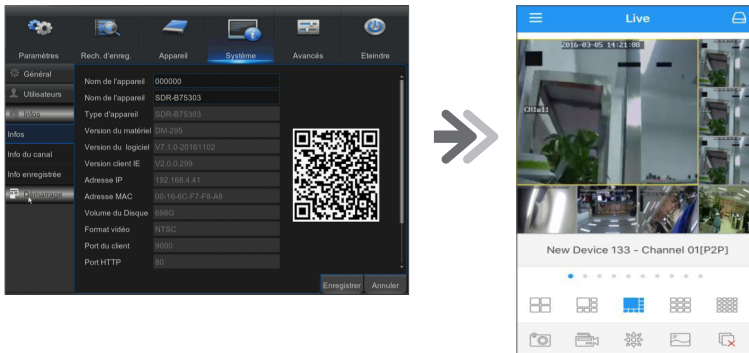 Paramètres Rech. d'enreg. Appareil Système Avancés Eteindre
Général
Utilisateurs
Infos
Infos
Info du canal
Info enregistrée
Démarrage
Nom de l'appareil 000000
Nom de l'appareil SDR-B75303
Type d'appareil SDR-B75303
Version du matériel DM-295
Version du logiciel V7.1.0-20161102
Version client IE V2.0.0.299
Adresse IP 192.168.4.41
Adresse MAC 00-16-6C-F7-F8-A8
Volume du Disque 698G
Format vidéo NTSC
Port du client 9000
Port HTTP 80
Enregistrer Annuler
Live
2016-03-05 14:21:08
New Device 133 - Channel 01[P2P]